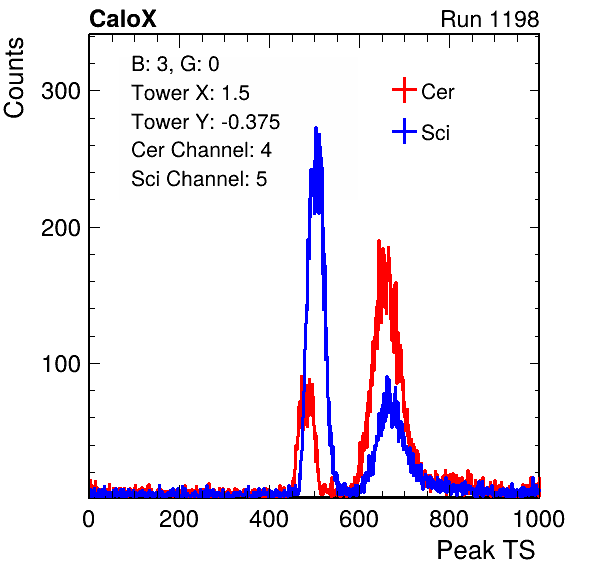 CaloX Run 1198
Counts
B: 3, G: 0
Tower X: 1.5
Tower Y: -0.375
Cer Channel: 4
Sci Channel: 5
Cer
Sci
300
200
100
0 200 400 600 800 1000
Peak TS